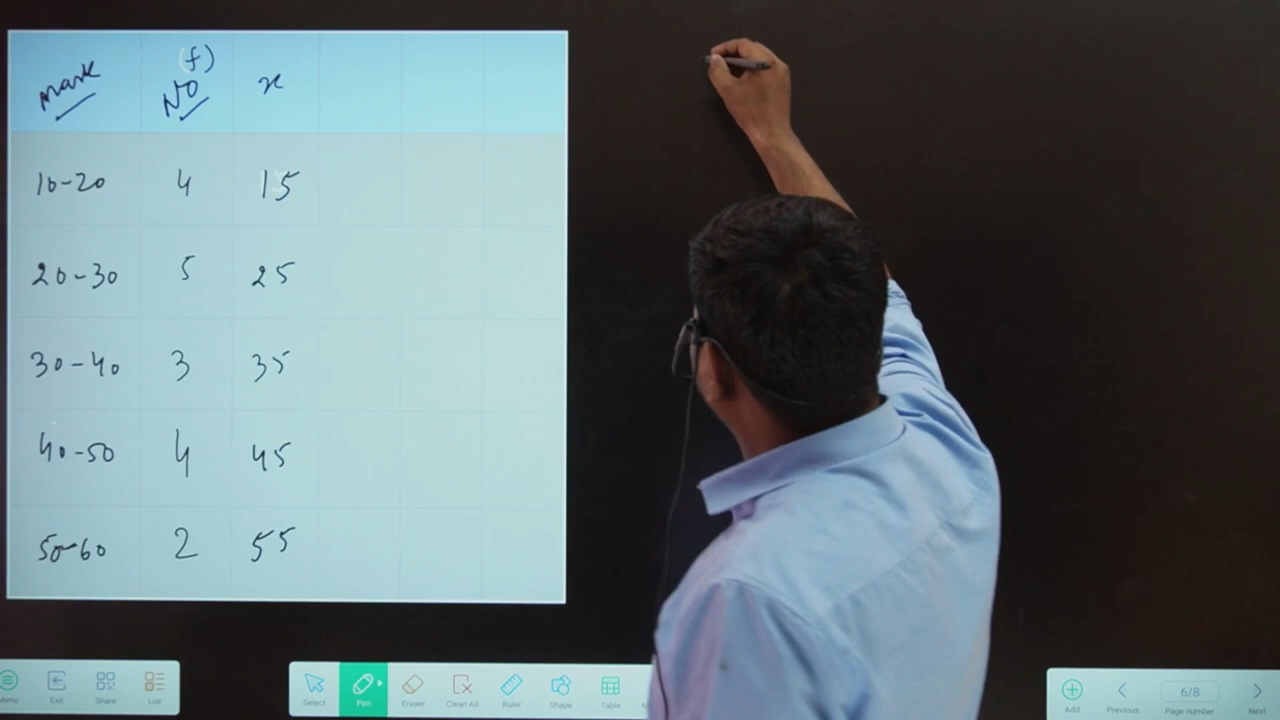 mark (f) NO x
10-20 4 15
20-30 5 25
30-40 3 35
40-50 4 45
50-60 2 55
Menu Exit Share List Select Pen Eraser Clean All Ruler Shape Table Add Previous 6/8 Page number Next